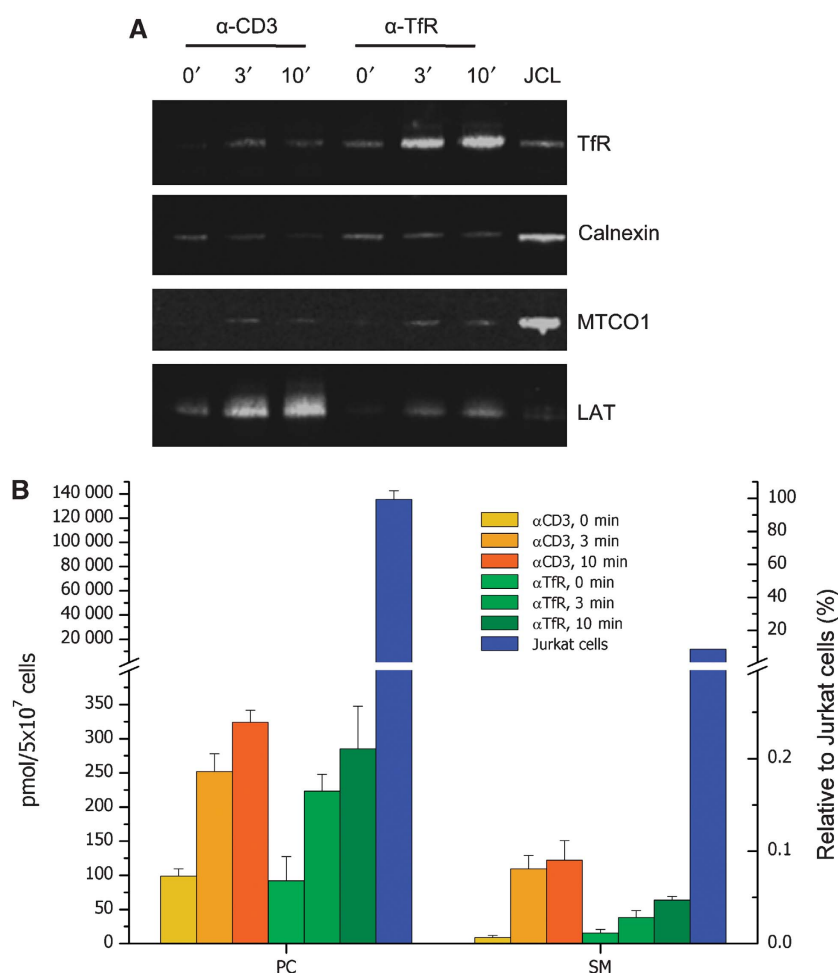 A
α-CD3 α-TfR
0′ 3′ 10′ 0′ 3′ 10′ JCL
TfR
Calnexin
MTCO1
LAT
B
pmol/5x10⁷ cells
140 000
120 000
100 000
80 000
60 000
40 000
20 000
350
300
250
200
150
100
50
0
αCD3, 0 min
αCD3, 3 min
αCD3, 10 min
αTfR, 0 min
αTfR, 3 min
αTfR, 10 min
Jurkat cells
100
80
60
40
20
0.2
0.1
0.0
Relative to Jurkat cells (%)
PC SM